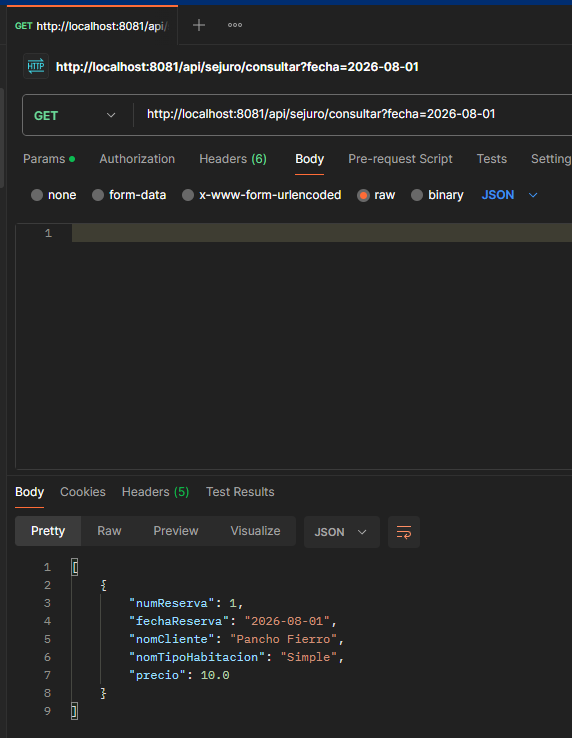 GET http://localhost:8081/api/
HTTP http://localhost:8081/api/sejuro/consultar?fecha=2026-08-01
GET http://localhost:8081/api/sejuro/consultar?fecha=2026-08-01
Params Authorization Headers (6) Body Pre-request Script Tests Setting
none form-data x-www-form-urlencoded raw binary JSON
1
Body Cookies Headers (5) Test Results
Pretty Raw Preview Visualize JSON
1 [
2 {
3 "numReserva": 1,
4 "fechaReserva": "2026-08-01",
5 "nomCliente": "Pancho Fierro",
6 "nomTipoHabitacion": "Simple",
7 "precio": 10.0
8 }
9 ]